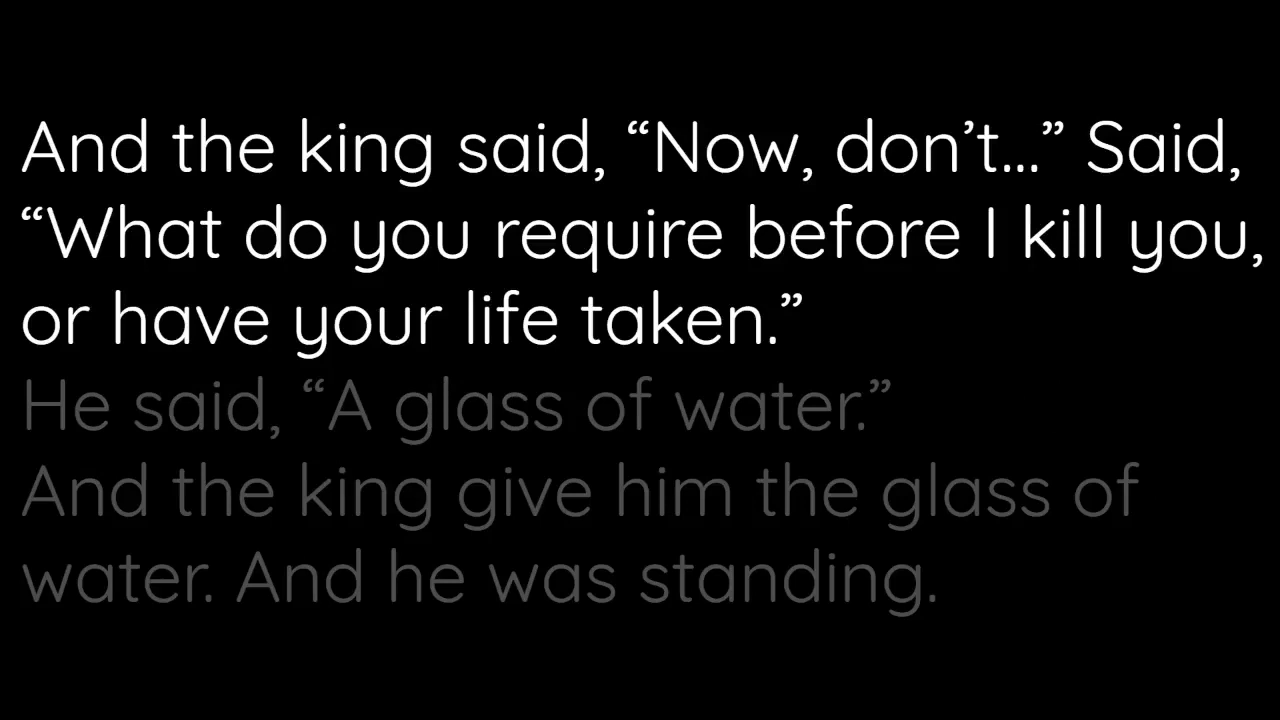 And the king said, “Now, don’t...” Said,
“What do you require before I kill you,
or have your life taken.”
He said, “A glass of water.”
And the king give him the glass of
water. And he was standing.